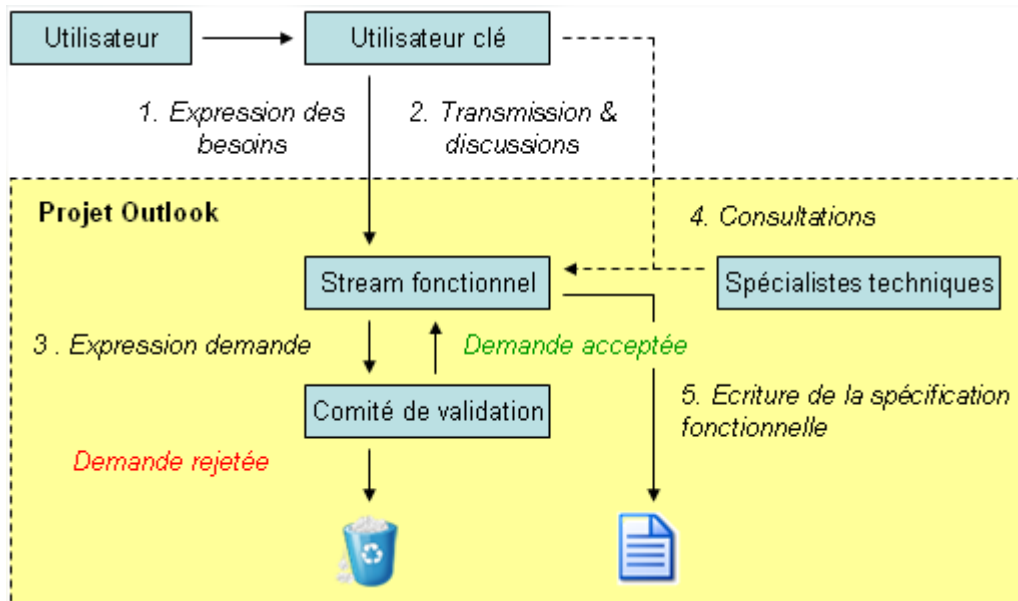 Utilisateur
Utilisateur clé
1. Expression des
besoins
2. Transmission &
discussions
Projet Outlook
4. Consultations
Stream fonctionnel
Spécialistes techniques
3 . Expression demande
Demande acceptée
Comité de validation
5. Ecriture de la spécification
fonctionnelle
Demande rejetée